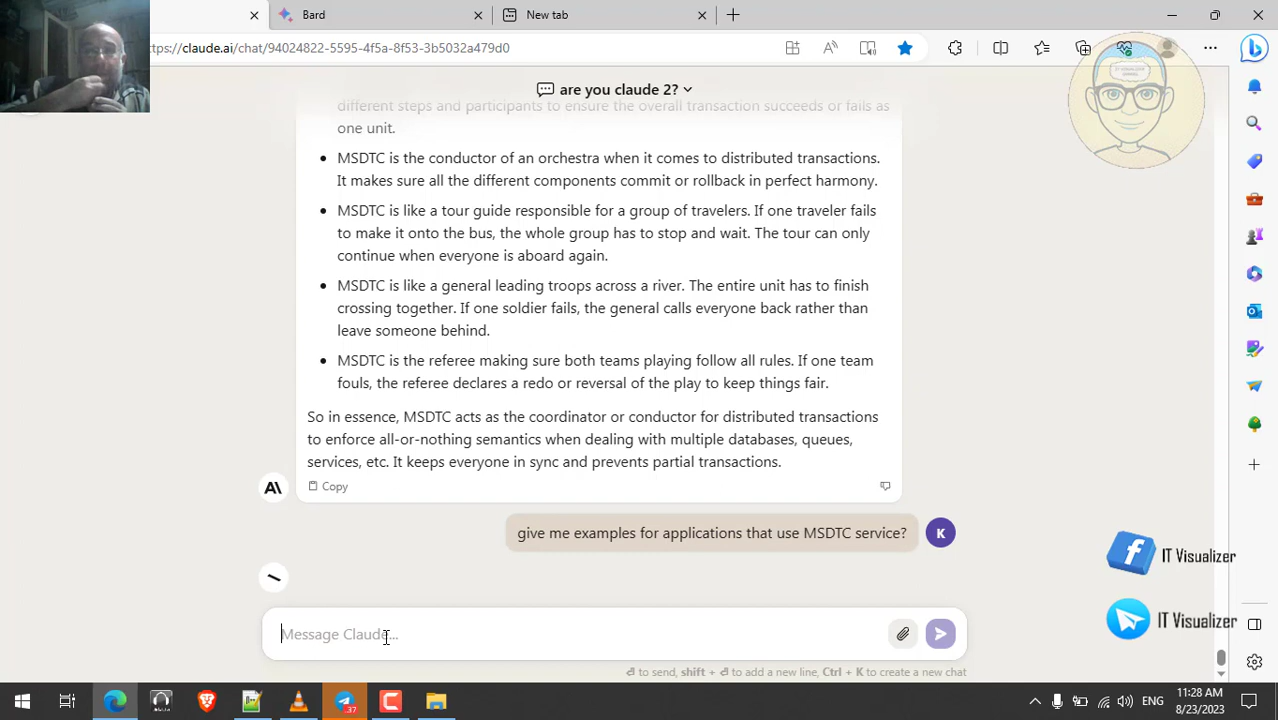 Bard
New tab
https://claude.ai/chat/94024822-5595-4f5a-8f53-2b5032a479d0
IT VISUALIZER
are you claude 2?
different steps and participants to ensure the overall transaction succeeds or fails as
one unit.
• MSDTC is the conductor of an orchestra when it comes to distributed transactions.
It makes sure all the different components commit or rollback in perfect harmony.
• MSDTC is like a tour guide responsible for a group of travelers. If one traveler fails
to make it onto the bus, the whole group has to stop and wait. The tour can only
continue when everyone is aboard again.
• MSDTC is like a general leading troops across a river. The entire unit has to finish
crossing together. If one soldier fails, the general calls everyone back rather than
leave someone behind.
• MSDTC is the referee making sure both teams playing follow all rules. If one team
fouls, the referee declares a redo or reversal of the play to keep things fair.
So in essence, MSDTC acts as the coordinator or conductor for distributed transactions
to enforce all-or-nothing semantics when dealing with multiple databases, queues,
services, etc. It keeps everyone in sync and prevents partial transactions.
A\
Copy
give me examples for applications that use MSDTC service?
K
IT Visualizer
IT Visualizer
Message Claude...
to send, shift + to add a new line, Ctrl + K to create a new chat
37
ENG
11:28 AM
8/23/2023